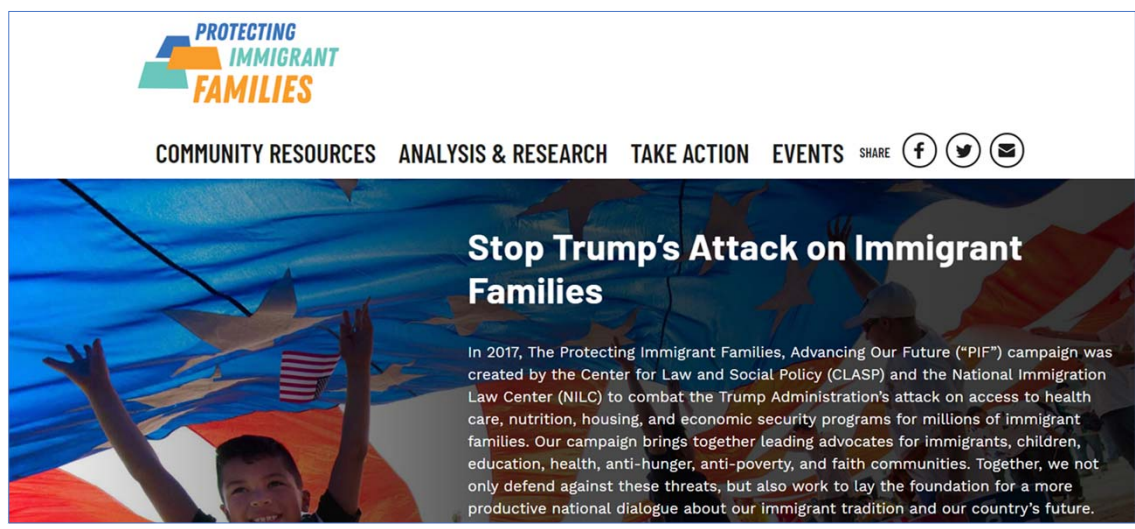 PROTECTING
IMMIGRANT
FAMILIES
COMMUNITY RESOURCES ANALYSIS & RESEARCH TAKE ACTION EVENTS SHARE
Stop Trump's Attack on Immigrant
Families
In 2017, The Protecting Immigrant Families, Advancing Our Future ("PIF") campaign was
created by the Center for Law and Social Policy (CLASP) and the National Immigration
Law Center (NILC) to combat the Trump Administration's attack on access to health
care, nutrition, housing, and economic security programs for millions of immigrant
families. Our campaign brings together leading advocates for immigrants, children,
education, health, anti-hunger, anti-poverty, and faith communities. Together, we not
only defend against these threats, but also work to lay the foundation for a more
productive national dialogue about our immigrant tradition and our country's future.